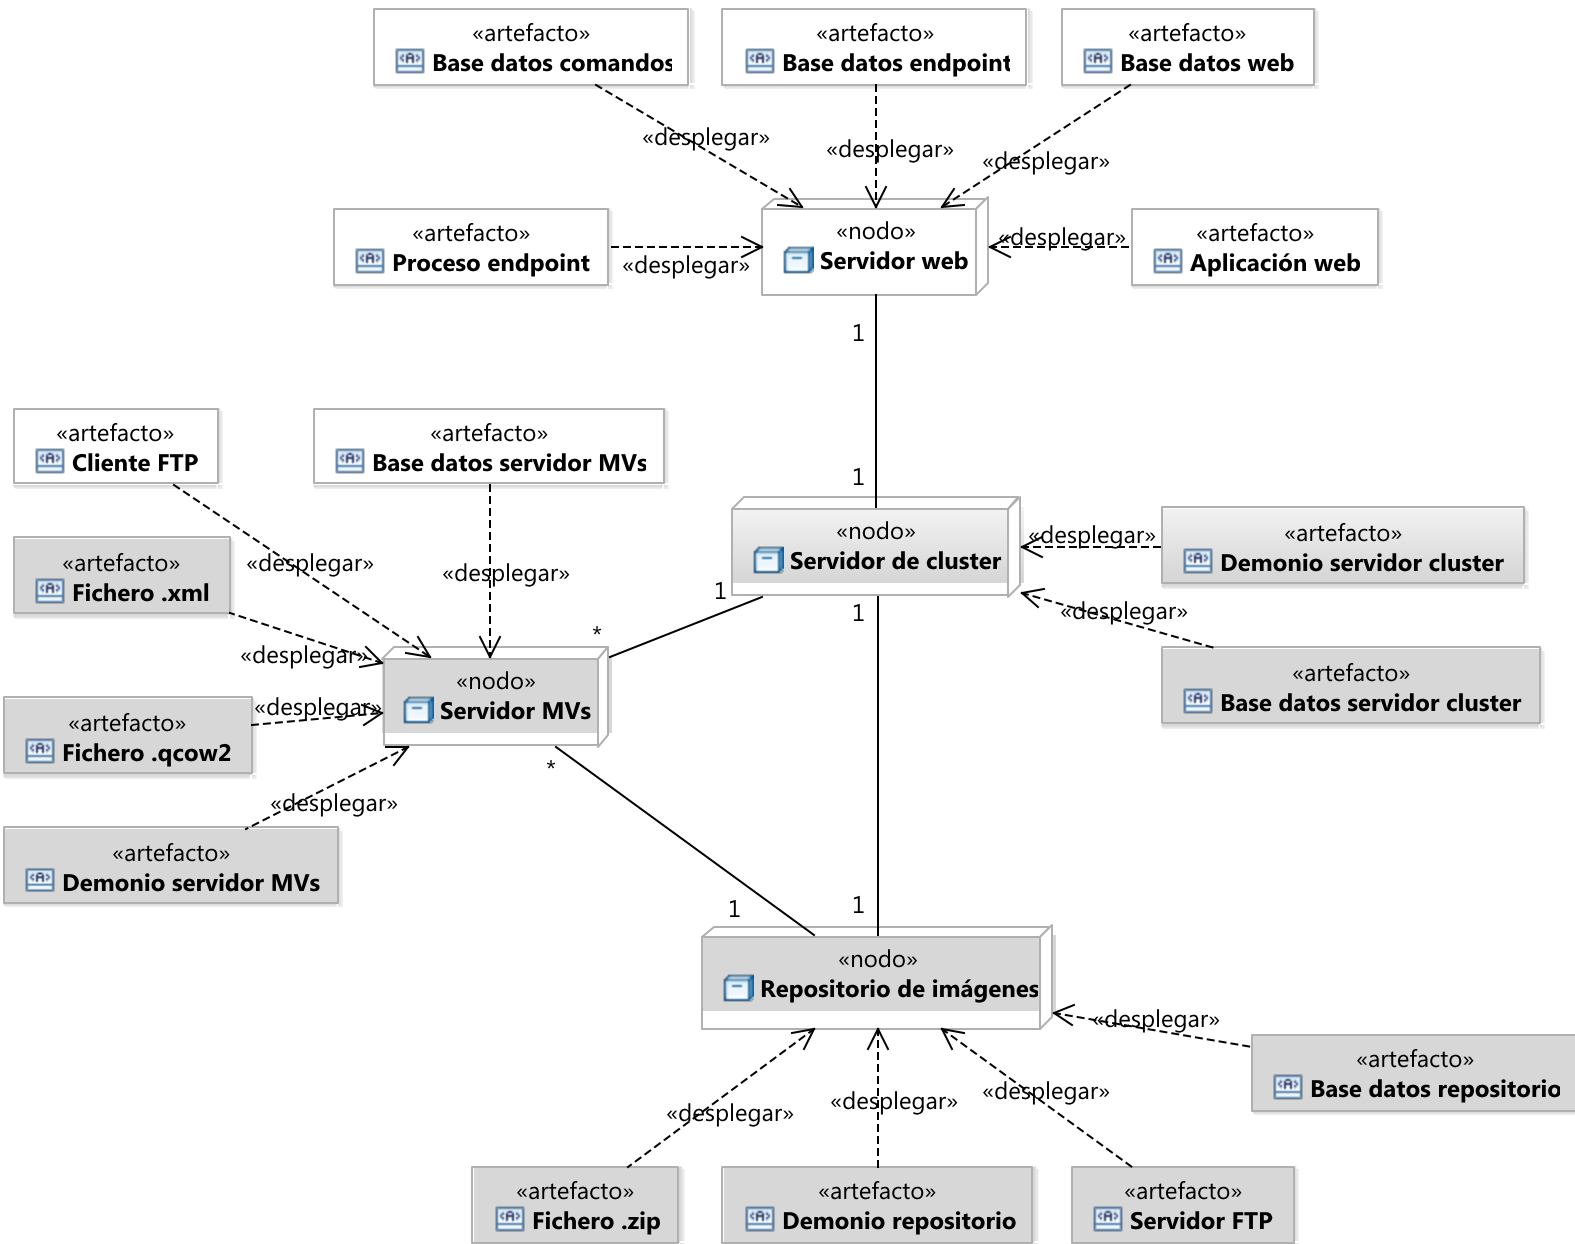 «artefacto»
Base datos comandos
«artefacto»
Base datos endpoint
«artefacto»
Base datos web
«desplegar»
«desplegar»
«desplegar»
«artefacto»
Proceso endpoint
«desplegar»
«nodo»
Servidor web
«desplegar»
«artefacto»
Aplicación web
1
1
«artefacto»
Cliente FTP
«artefacto»
Base datos servidor MVs
«nodo»
Servidor de cluster
«desplegar»
«artefacto»
Demonio servidor cluster
«artefacto»
Fichero .xml
«desplegar»
«desplegar»
1
1
«desplegar»
*
«desplegar»
«artefacto»
Base datos servidor cluster
«nodo»
Servidor MVs
«artefacto»
Fichero .qcow2
«desplegar»
*
«desplegar»
«artefacto»
Demonio servidor MVs
1
1
«nodo»
Repositorio de imágenes
«desplegar»
«artefacto»
Base datos repositorio
«desplegar»
«desplegar»
«desplegar»
«artefacto»
Fichero .zip
«artefacto»
Demonio repositorio
«artefacto»
Servidor FTP